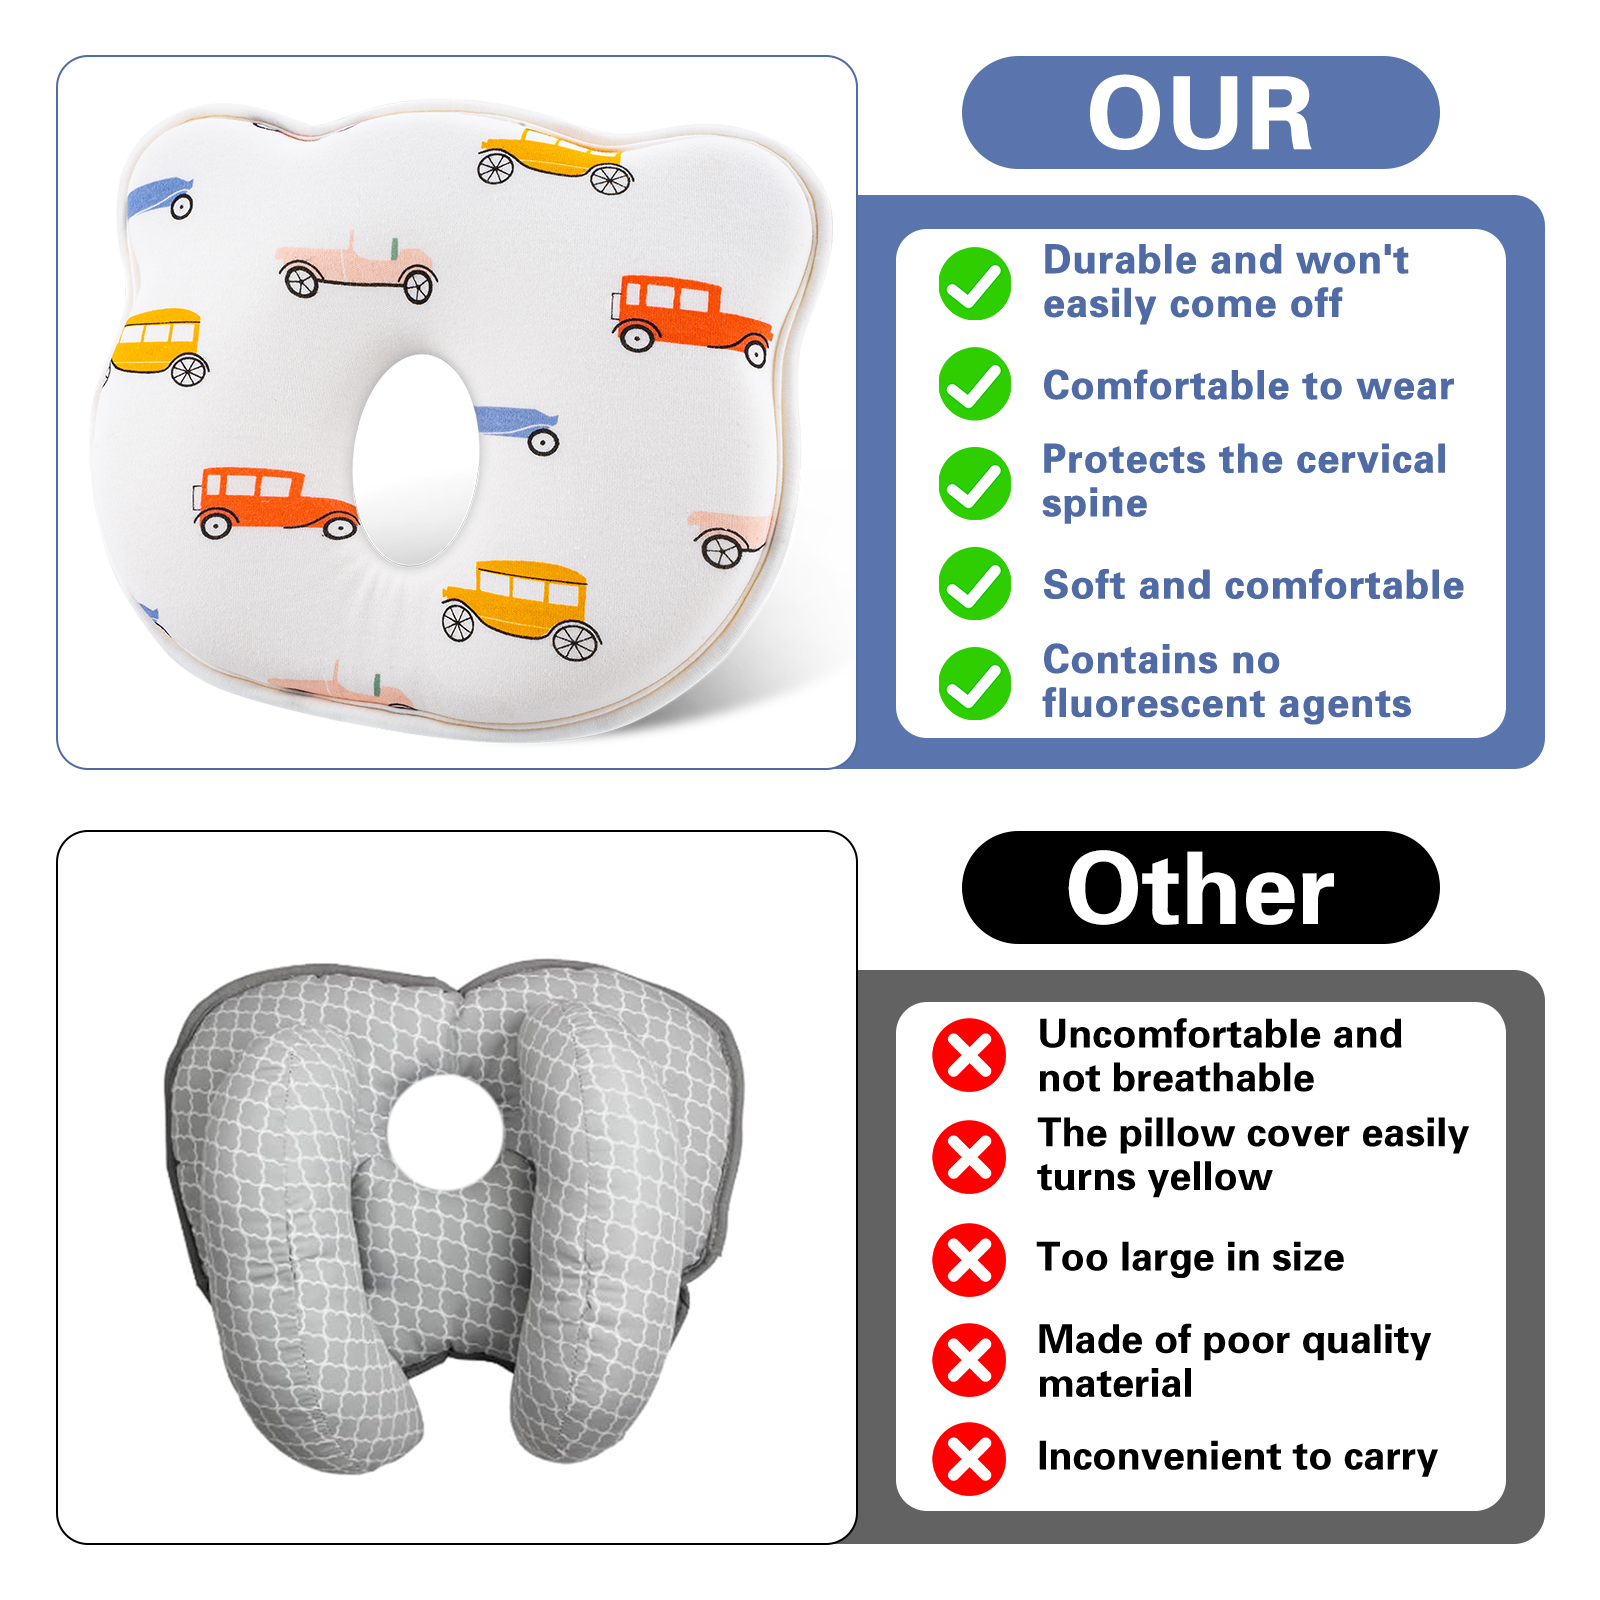 OUR
Durable and won't
easily come off
Comfortable to wear
Protects the cervical
spine
Soft and comfortable
Contains no
fluorescent agents
Other
Uncomfortable and
not breathable
The pillow cover easily
turns yellow
Too large in size
Made of poor quality
material
Inconvenient to carry